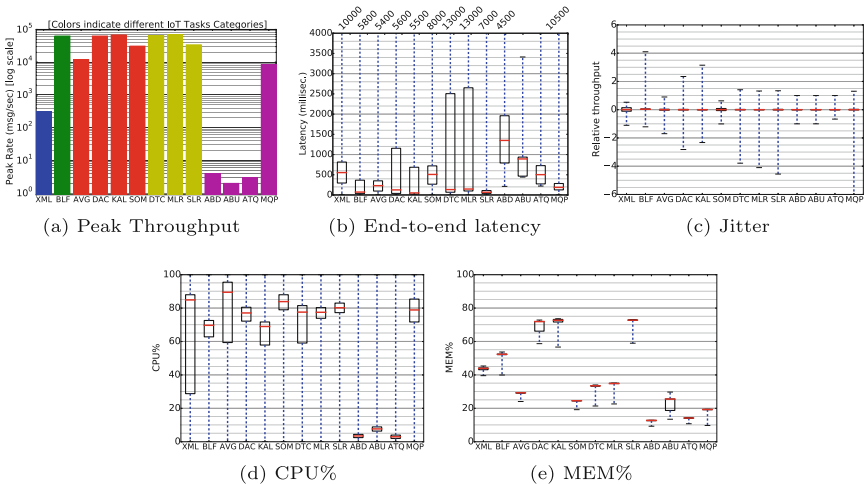 [Colors indicate different IoT Tasks Categories]
Peak Rate (msg/sec) [log scale]
10^5
10^4
10^3
10^2
10^1
10^0
XML BLF AVG DAC KAL SOM DTC MLR SLR ABD ABU ATQ MQP
(a) Peak Throughput
10000 5800 5400 5600 5500 8000 13000 13000 7000 4500 10500
Latency (millisec.)
4000
3500
3000
2500
2000
1500
1000
500
0
XML BLF AVG DAC KAL SOM DTC MLR SLR ABD ABU ATQ MQP
(b) End-to-end latency
Relative throughput
6
4
2
0
−2
−4
−6
XML BLF AVG DAC KAL SOM DTC MLR SLR ABD ABU ATQ MQP
(c) Jitter
CPU%
100
80
60
40
20
0
XML BLF AVG DAC KAL SOM DTC MLR SLR ABD ABU ATQ MQP
(d) CPU%
MEM%
100
80
60
40
20
0
XML BLF AVG DAC KAL SOM DTC MLR SLR ABD ABU ATQ MQP
(e) MEM%